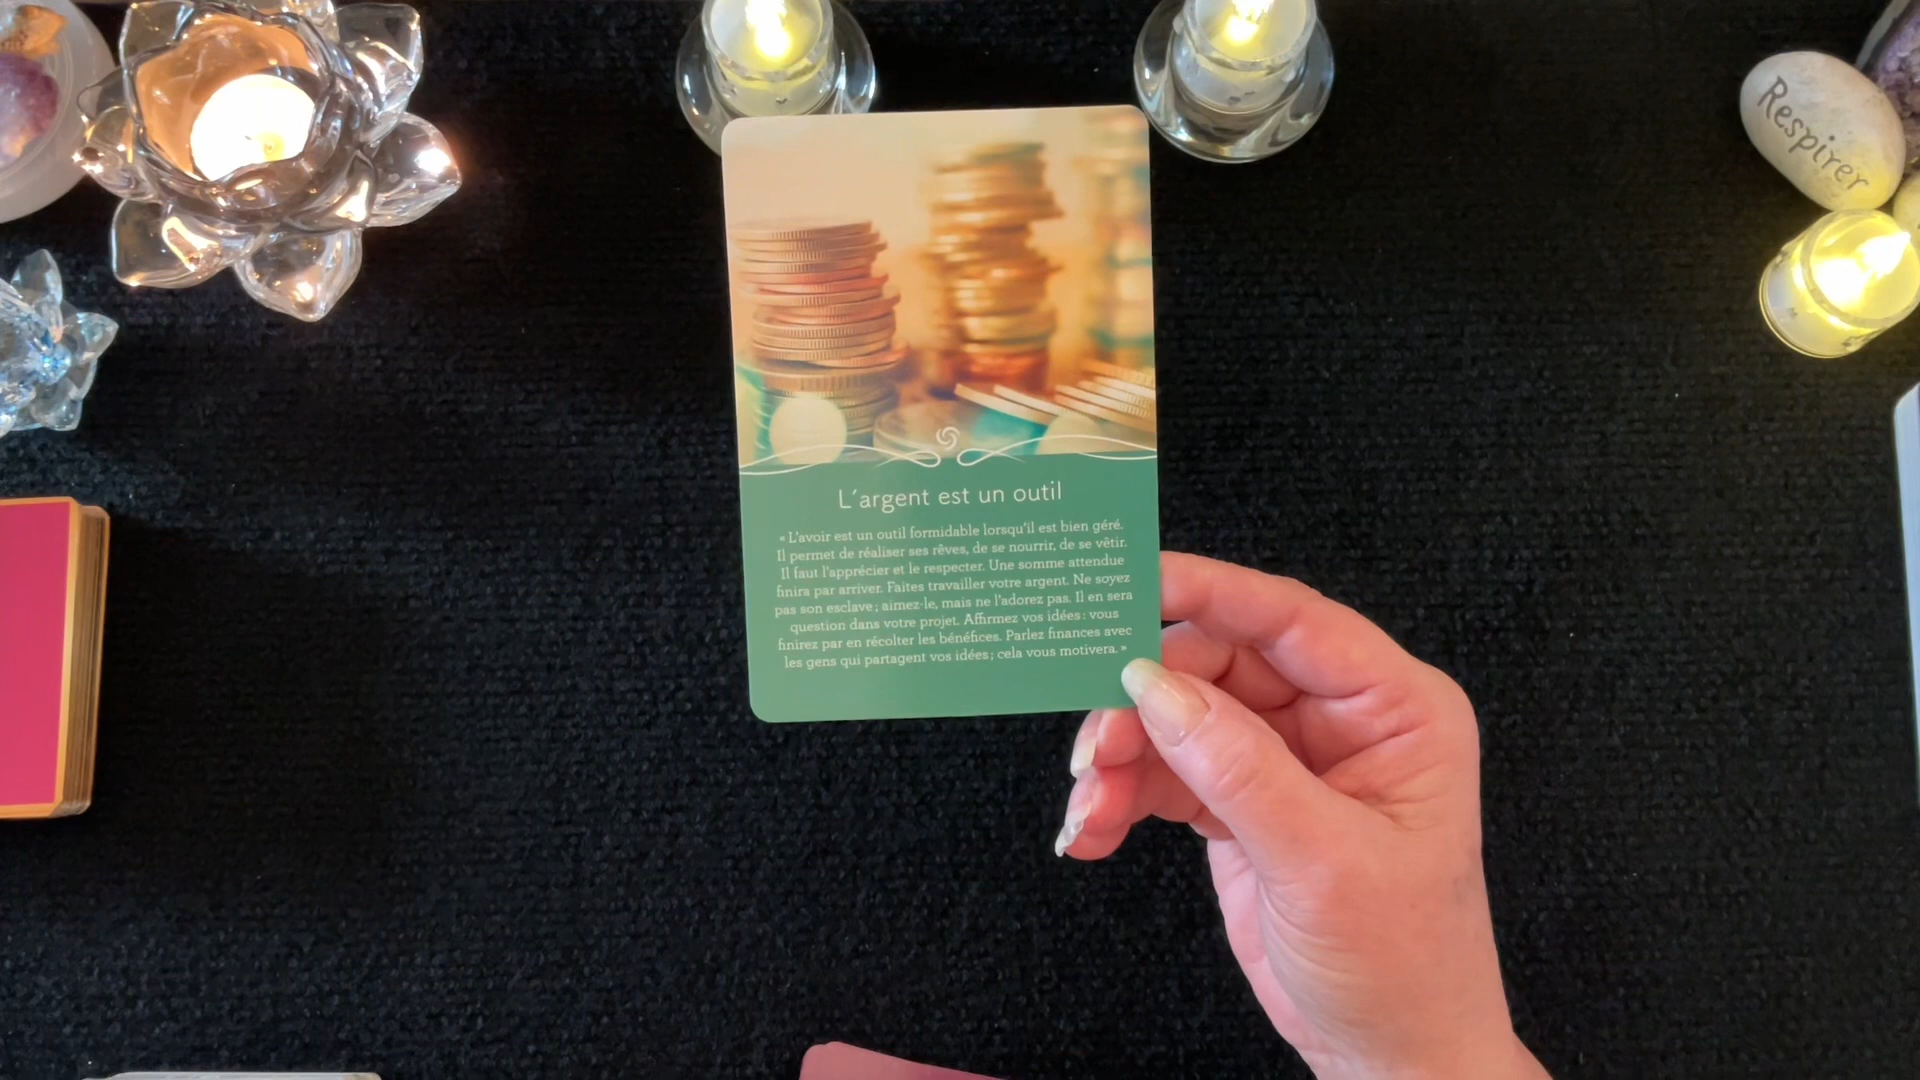 Respirer
L'argent est un outil
« L'avoir est un outil formidable lorsqu'il est bien géré.
Il permet de réaliser ses rêves, de se nourrir, de se vêtir.
Il faut l'apprécier et le respecter. Une somme attendue
finira par arriver. Faites travailler votre argent. Ne soyez
pas son esclave ; aimez-le, mais ne l'adorez pas. Il en sera
question dans votre projet. Affirmez vos idées : vous
finirez par en récolter les bénéfices. Parlez finances avec
les gens qui partagent vos idées ; cela vous motivera. »